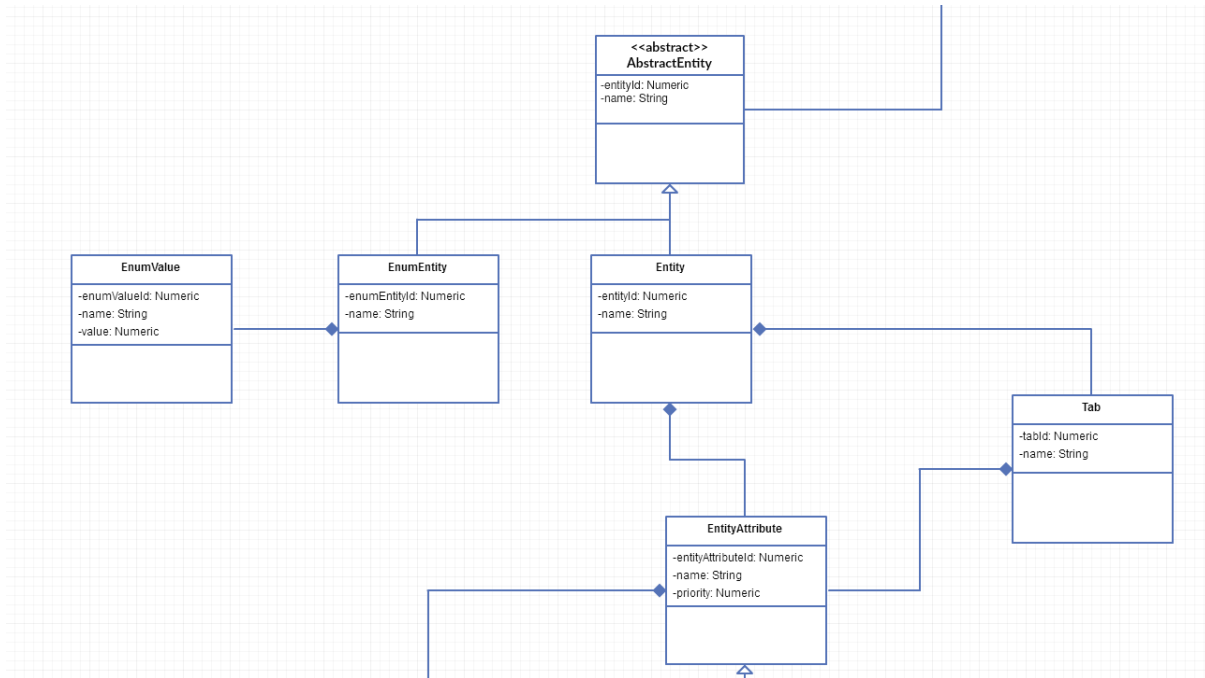 <<abstract>>
AbstractEntity
-entityId: Numeric
-name: String
EnumValue
-enumValueId: Numeric
-name: String
-value: Numeric
EnumEntity
-enumEntityId: Numeric
-name: String
Entity
-entityId: Numeric
-name: String
Tab
-tabId: Numeric
-name: String
EntityAttribute
-entityAttributeId: Numeric
-name: String
-priority: Numeric